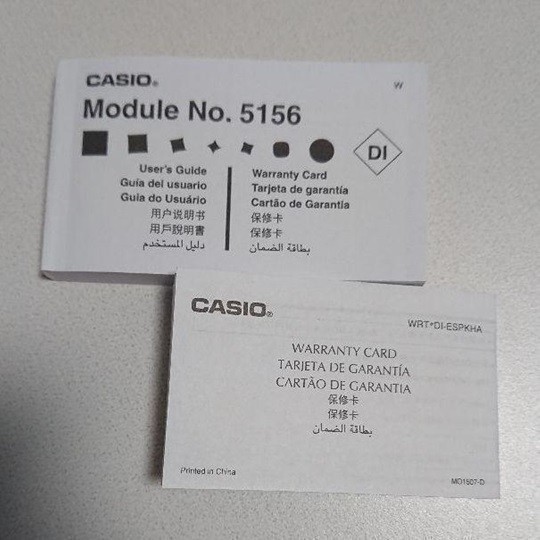 CASIO®
W
Module No. 5156
DI
User's Guide
Guía del usuario
Guia do Usuário
用户说明书
用戶說明書
دليل المستخدم
Warranty Card
Tarjeta de garantía
Cartão de Garantia
保修卡
保修卡
بطاقة الضمان
CASIO®
WRT*DI-ESPKHA
WARRANTY CARD
TARJETA DE GARANTÍA
CARTÃO DE GARANTIA
保修卡
保修卡
بطاقة الضمان
Printed in China
MO1507-D